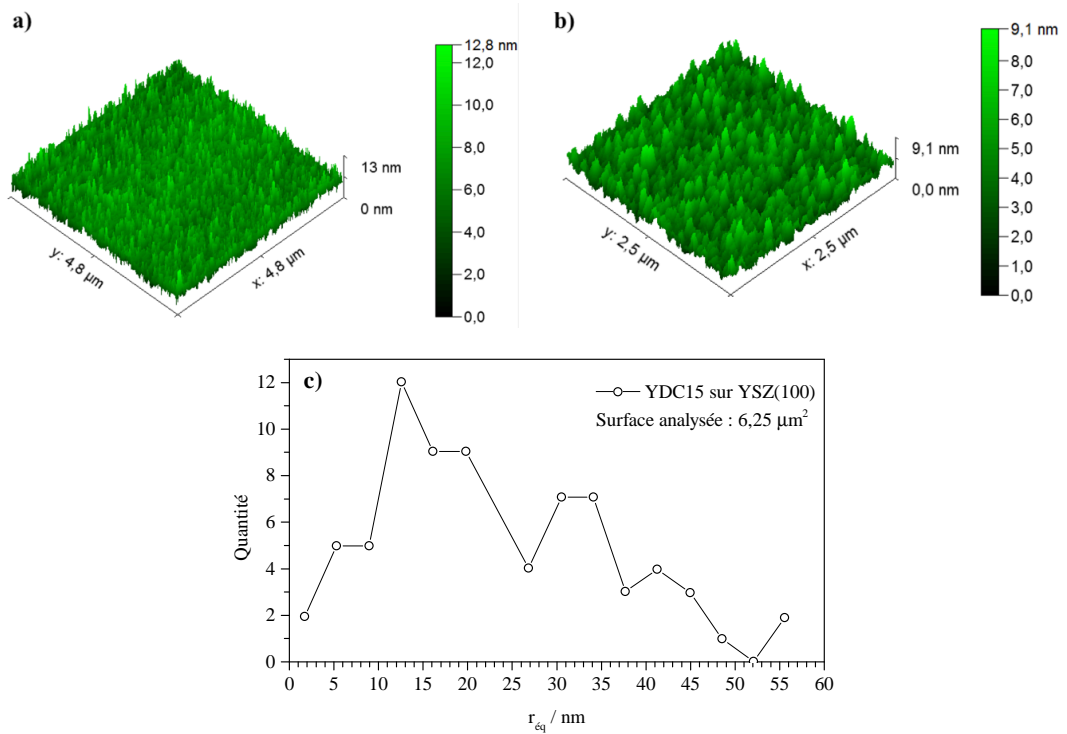 a)
12,8 nm
12,0
10,0
8,0
6,0
4,0
2,0
0,0
13 nm
0 nm
y: 4,8 µm
x: 4,8 µm
b)
9,1 nm
8,0
7,0
6,0
5,0
4,0
3,0
2,0
1,0
0,0
9,1 nm
0,0 nm
y: 2,5 µm
x: 2,5 µm
c)
YDC15 sur YSZ(100)
Surface analysée : 6,25 µm²
Quantité
12
10
8
6
4
2
0
0 5 10 15 20 25 30 35 40 45 50 55 60
r_éq / nm